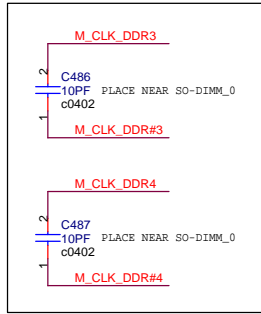 M_CLK_DDR3
2
C486
10PF PLACE NEAR SO-DIMM_0
c0402
1
M_CLK_DDR#3
M_CLK_DDR4
2
C487
10PF PLACE NEAR SO-DIMM_0
c0402
1
M_CLK_DDR#4